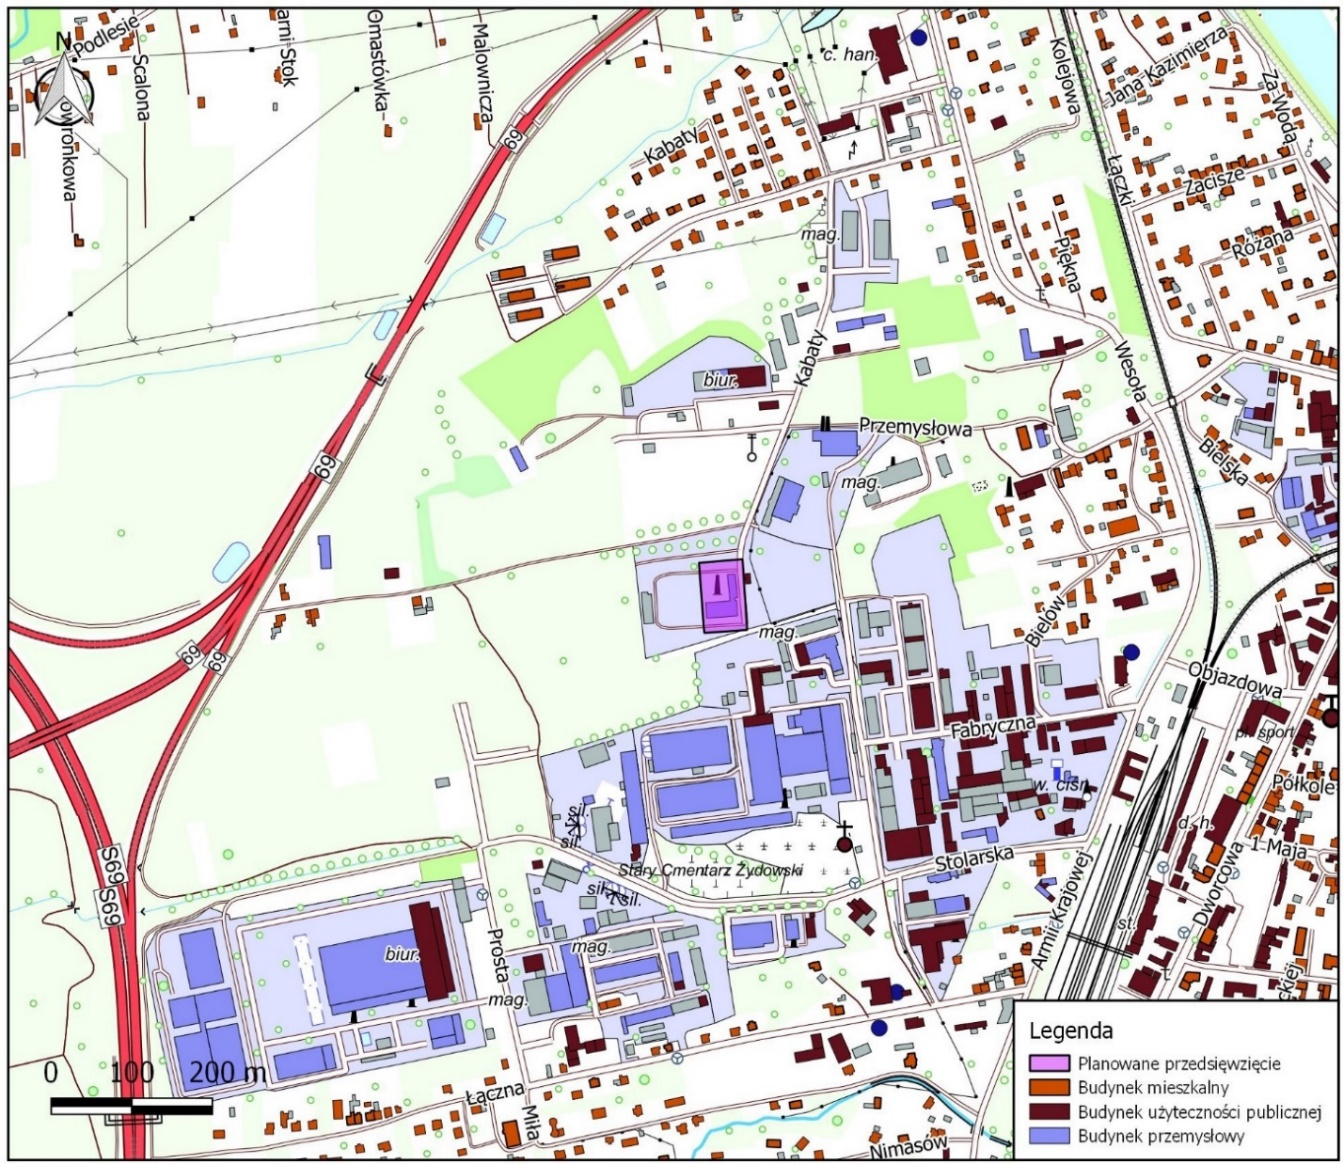 N
Podlesie
Scalona
Omastówka
Malownicza
c. han.
Kolejowa
Jana Kazimierza
Za Wodą
69
Kabaty
Łączki
Zacisze
mag.
Piękna
Różana
Kabaty
Wesoła
biur.
Przemysłowa
Bielska
69
mag.
Bielów
mag.
69
69
Objazdowa
Fabryczna
pl. sport.
w. ciśn.
Półkole
sil.
sil.
d. h.
1 Maja
Stolarska
S69
S69
Stary Cmentarz Żydowski
sil.
sil.
Armii Krajowej
Dworcowa
st.
biur.
Prosta
mag.
mag.
0 100 200 m
Łączna
Miła
Nimasów
Legenda
Planowane przedsięwzięcie
Budynek mieszkalny
Budynek użyteczności publicznej
Budynek przemysłowy